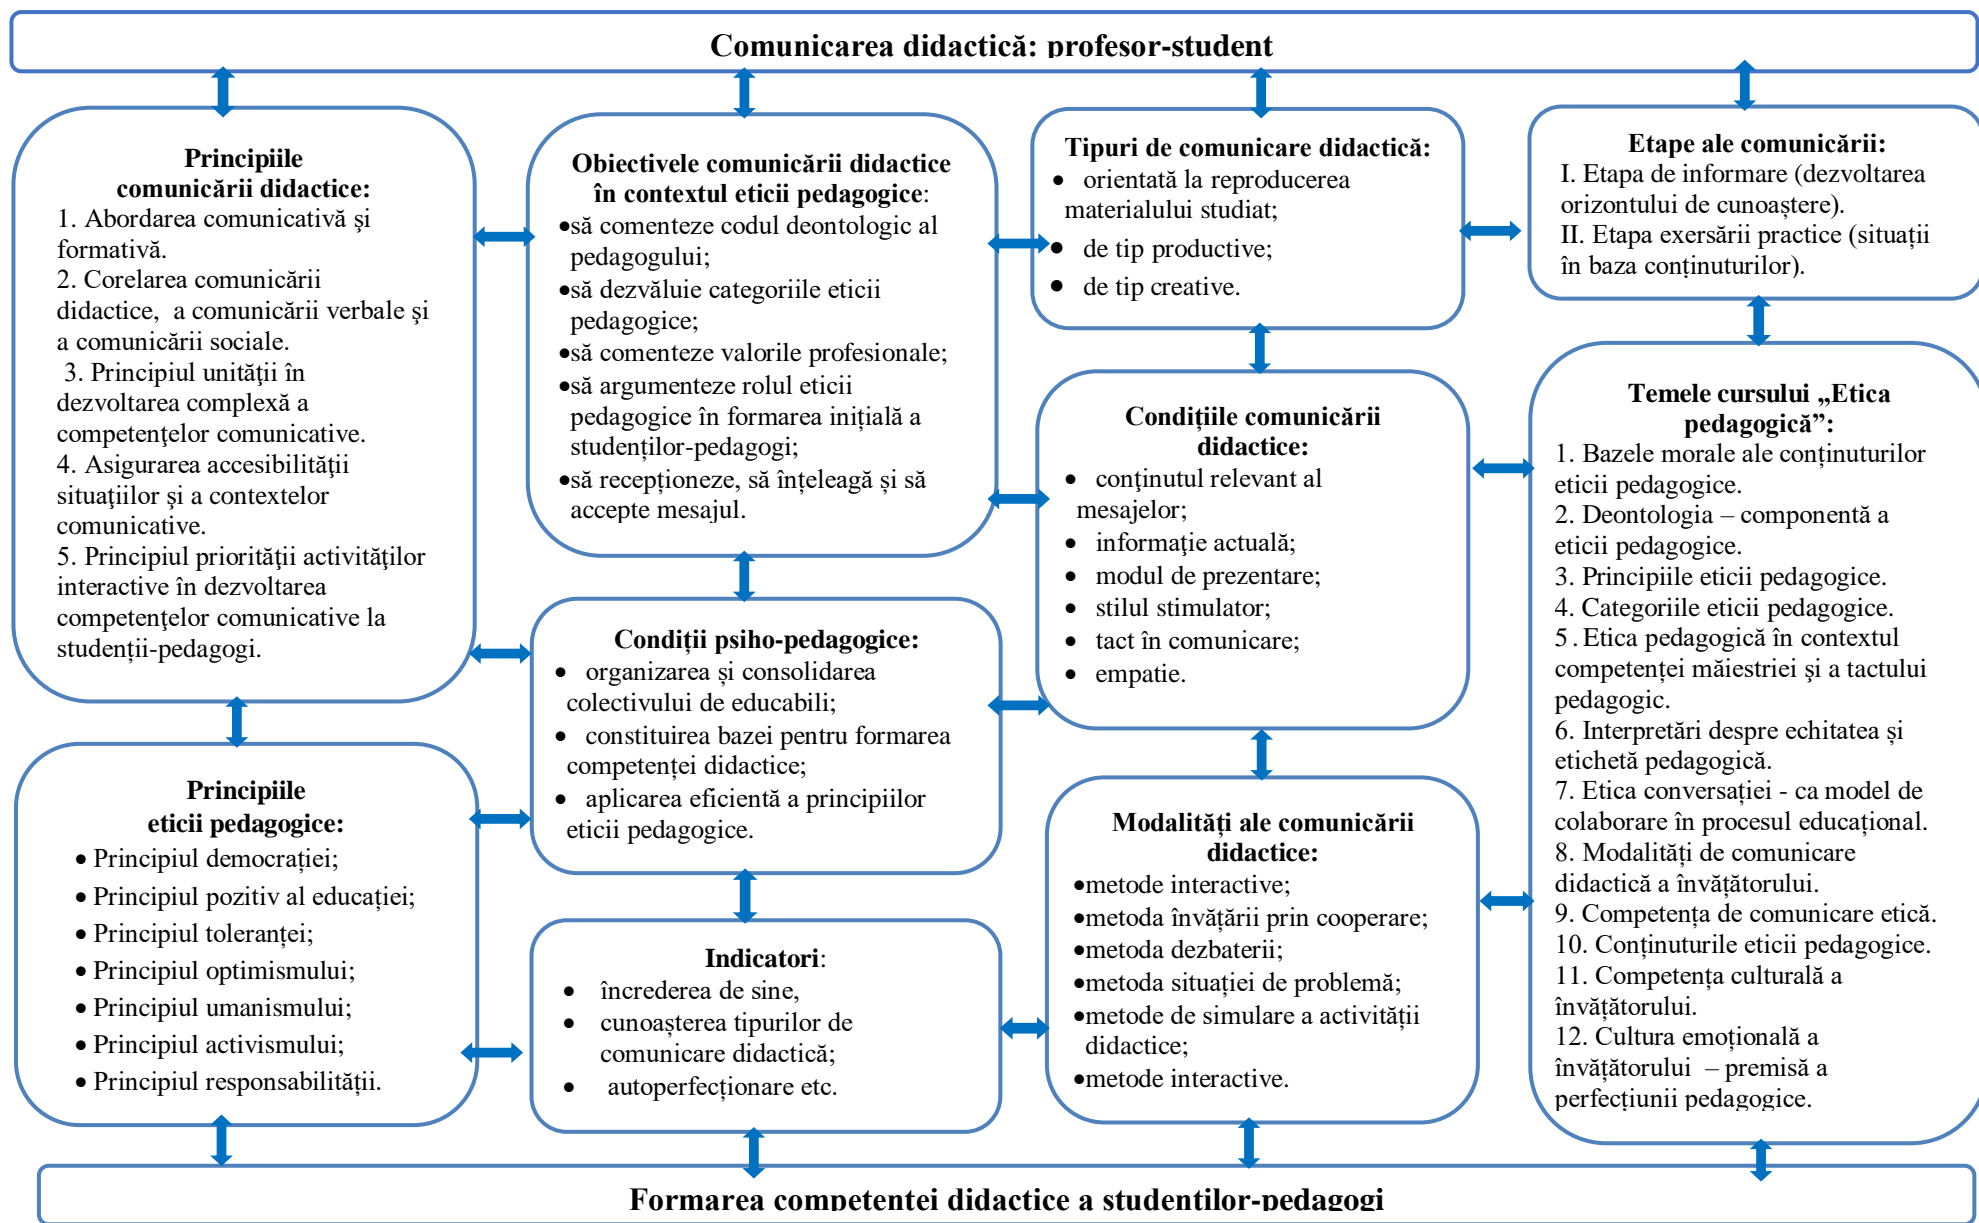 Comunicarea didactică: profesor-student
Principiile
comunicării didactice:
1. Abordarea comunicativă şi
formativă.
2. Corelarea comunicării
didactice, a comunicării verbale şi
a comunicării sociale.
3. Principiul unităţii în
dezvoltarea complexă a
competenţelor comunicative.
4. Asigurarea accesibilităţii
situaţiilor şi a contextelor
comunicative.
5. Principiul priorităţii activităţilor
interactive în dezvoltarea
competenţelor comunicative la
studenții-pedagogi.
Obiectivele comunicării didactice
în contextul eticii pedagogice:
•să comenteze codul deontologic al
pedagogului;
•să dezvăluie categoriile eticii
pedagogice;
•să comenteze valorile profesionale;
•să argumenteze rolul eticii
pedagogice în formarea inițială a
studenților-pedagogi;
•să recepționeze, să înțeleagă și să
accepte mesajul.
Tipuri de comunicare didactică:
• orientată la reproducerea
materialului studiat;
• de tip productive;
• de tip creative.
Etape ale comunicării:
I. Etapa de informare (dezvoltarea
orizontului de cunoaștere).
II. Etapa exersării practice (situații
în baza conținuturilor).
Condițiile comunicării
didactice:
• conţinutul relevant al
mesajelor;
• informaţie actuală;
• modul de prezentare;
• stilul stimulator;
• tact în comunicare;
• empatie.
Temele cursului „Etica
pedagogică”:
1. Bazele morale ale conținuturilor
eticii pedagogice.
2. Deontologia – componentă a
eticii pedagogice.
3. Principiile eticii pedagogice.
4. Categoriile eticii pedagogice.
5. Etica pedagogică în contextul
competenței măiestriei şi a tactului
pedagogic.
6. Interpretări despre echitatea și
etichetă pedagogică.
7. Etica conversației - ca model de
colaborare în procesul educațional.
8. Modalități de comunicare
didactică a învățătorului.
9. Competența de comunicare etică.
10. Conținuturile eticii pedagogice.
11. Competența culturală a
învățătorului.
12. Cultura emoțională a
învățătorului – premisă a
perfecțiunii pedagogice.
Condiții psiho-pedagogice:
• organizarea și consolidarea
colectivului de educabili;
• constituirea bazei pentru formarea
competenței didactice;
• aplicarea eficientă a principiilor
eticii pedagogice.
Principiile
eticii pedagogice:
• Principiul democrației;
• Principiul pozitiv al educației;
• Principiul toleranței;
• Principiul optimismului;
• Principiul umanismului;
• Principiul activismului;
• Principiul responsabilității.
Indicatori:
• încrederea de sine,
• cunoașterea tipurilor de
comunicare didactică;
• autoperfecționare etc.
Modalități ale comunicării
didactice:
•metode interactive;
•metoda învățării prin cooperare;
•metoda dezbaterii;
•metoda situației de problemă;
•metode de simulare a activității
didactice;
•metode interactive.
Formarea competentei didactice a studentilor-pedagogi